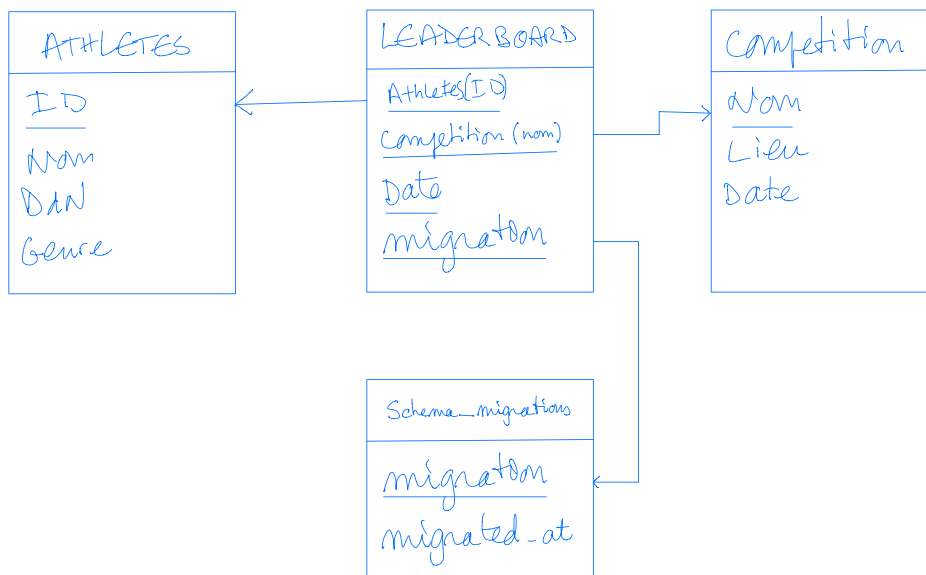 ATHLETES
ID
Nom
DdN
Genre
LEADERBOARD
Athletes(ID)
Competition (nom)
Date
migration
Competition
Nom
Lieu
Date
Schema_migrations
migration
migrated_at